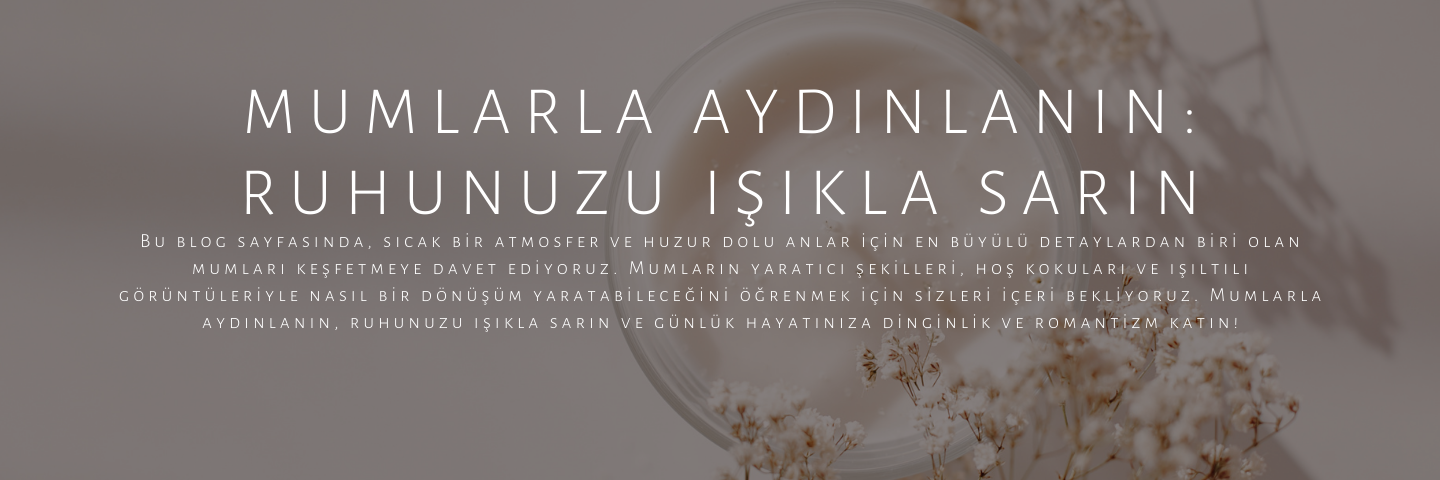 MUMLARLA AYDINLANIN:
RUHUNUZU IŞIKLA SARIN
Bu blog sayfasında, sıcak bir atmosfer ve huzur dolu anlar için en büyülü detaylardan biri olan
mumları keşfetmeye davet ediyoruz. Mumların yaratıcı şekilleri, hoş kokuları ve ışıltılı
görüntüleriyle nasıl bir dönüşüm yaratabileceğini öğrenmek için sizleri içeri bekliyoruz. Mumlarla
aydınlanın, ruhunuzu ışıkla sarın ve günlük hayatınıza dinginlik ve romantizm katın!